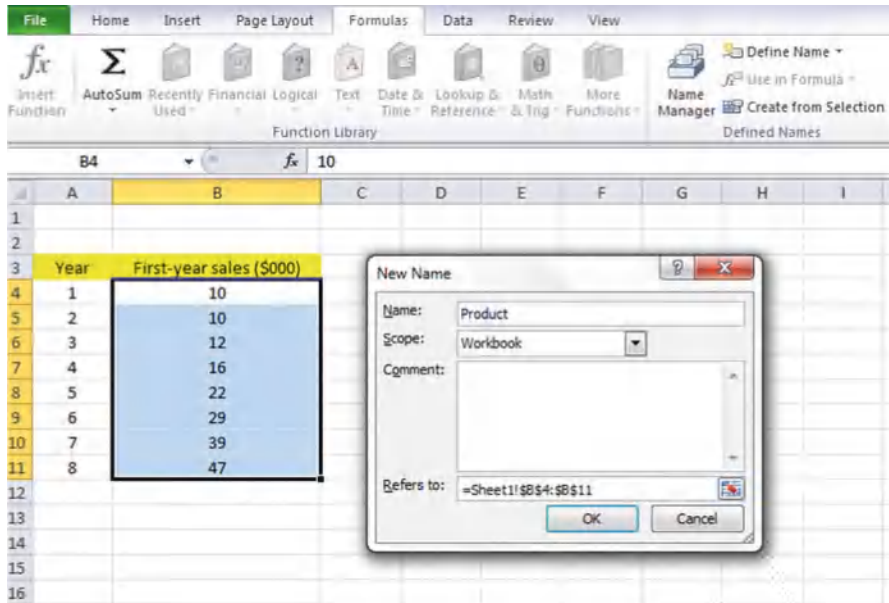 File Home Insert Page Layout Formulas Data Review View
fx Σ ? A θ
Insert Function AutoSum Recently Used Financial Logical Text Date & Time Lookup & Reference Math & Trig More Functions Name Manager
Define Name
Use in Formula
Create from Selection
Function Library Defined Names
B4 fx 10
A B C D E F G H I
1
2
3 Year First-year sales ($000)
4 1 10
5 2 10
6 3 12
7 4 16
8 5 22
9 6 29
10 7 39
11 8 47
12
13
14
15
16
New Name ? X
Name: Product
Scope: Workbook
Comment:
Refers to: =Sheet1!$B$4:$B$11
OK Cancel